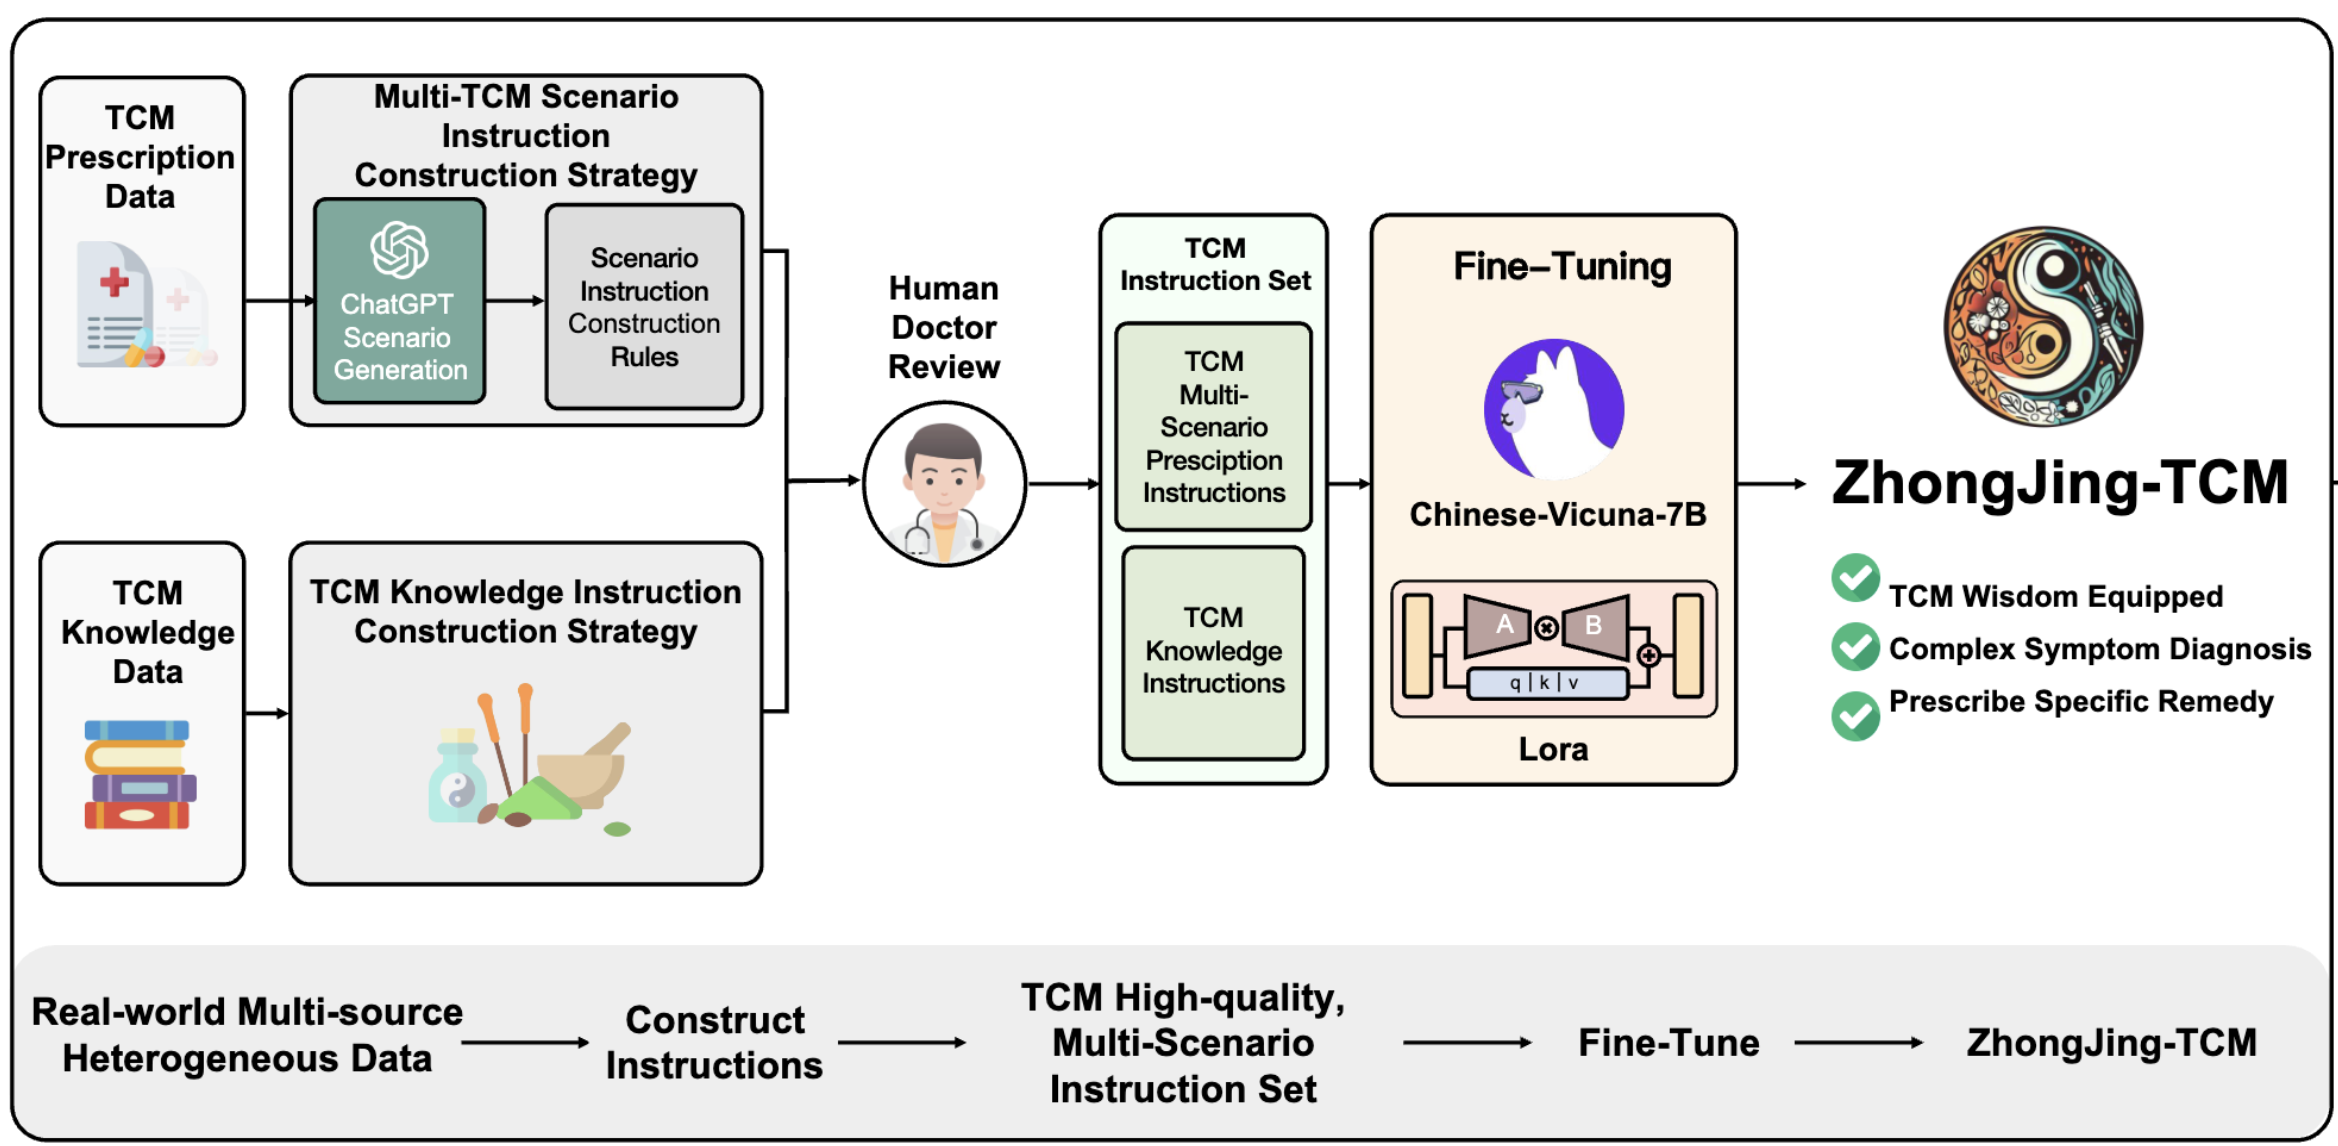 TCM
Prescription
Data
Multi-TCM Scenario
Instruction
Construction Strategy
ChatGPT
Scenario
Generation
Scenario
Instruction
Construction
Rules
TCM
Knowledge
Data
TCM Knowledge Instruction
Construction Strategy
Human
Doctor
Review
TCM
Instruction Set
TCM
Multi-
Scenario
Presciption
Instructions
TCM
Knowledge
Instructions
Fine-Tuning
Chinese-Vicuna-7B
A
B
q | k | v
Lora
ZhongJing-TCM
TCM Wisdom Equipped
Complex Symptom Diagnosis
Prescribe Specific Remedy
Real-world Multi-source
Heterogeneous Data
Construct
Instructions
TCM High-quality,
Multi-Scenario
Instruction Set
Fine-Tune
ZhongJing-TCM